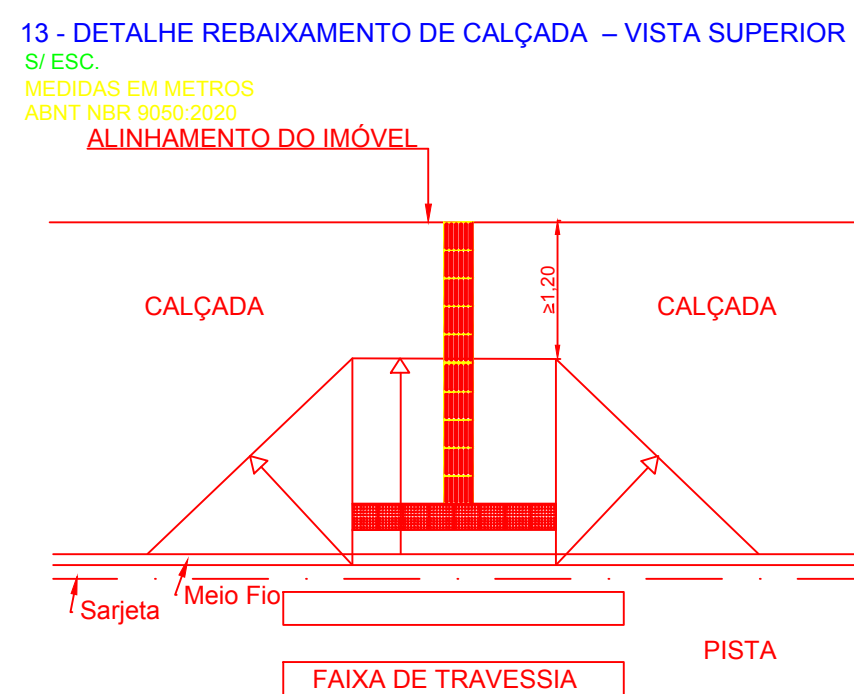 13 - DETALHE REBAIXAMENTO DE CALÇADA – VISTA SUPERIOR
S/ ESC.
MEDIDAS EM METROS
ABNT NBR 9050:2020
ALINHAMENTO DO IMÓVEL
≥1,20
CALÇADA
CALÇADA
Meio Fio
Sarjeta
PISTA
FAIXA DE TRAVESSIA